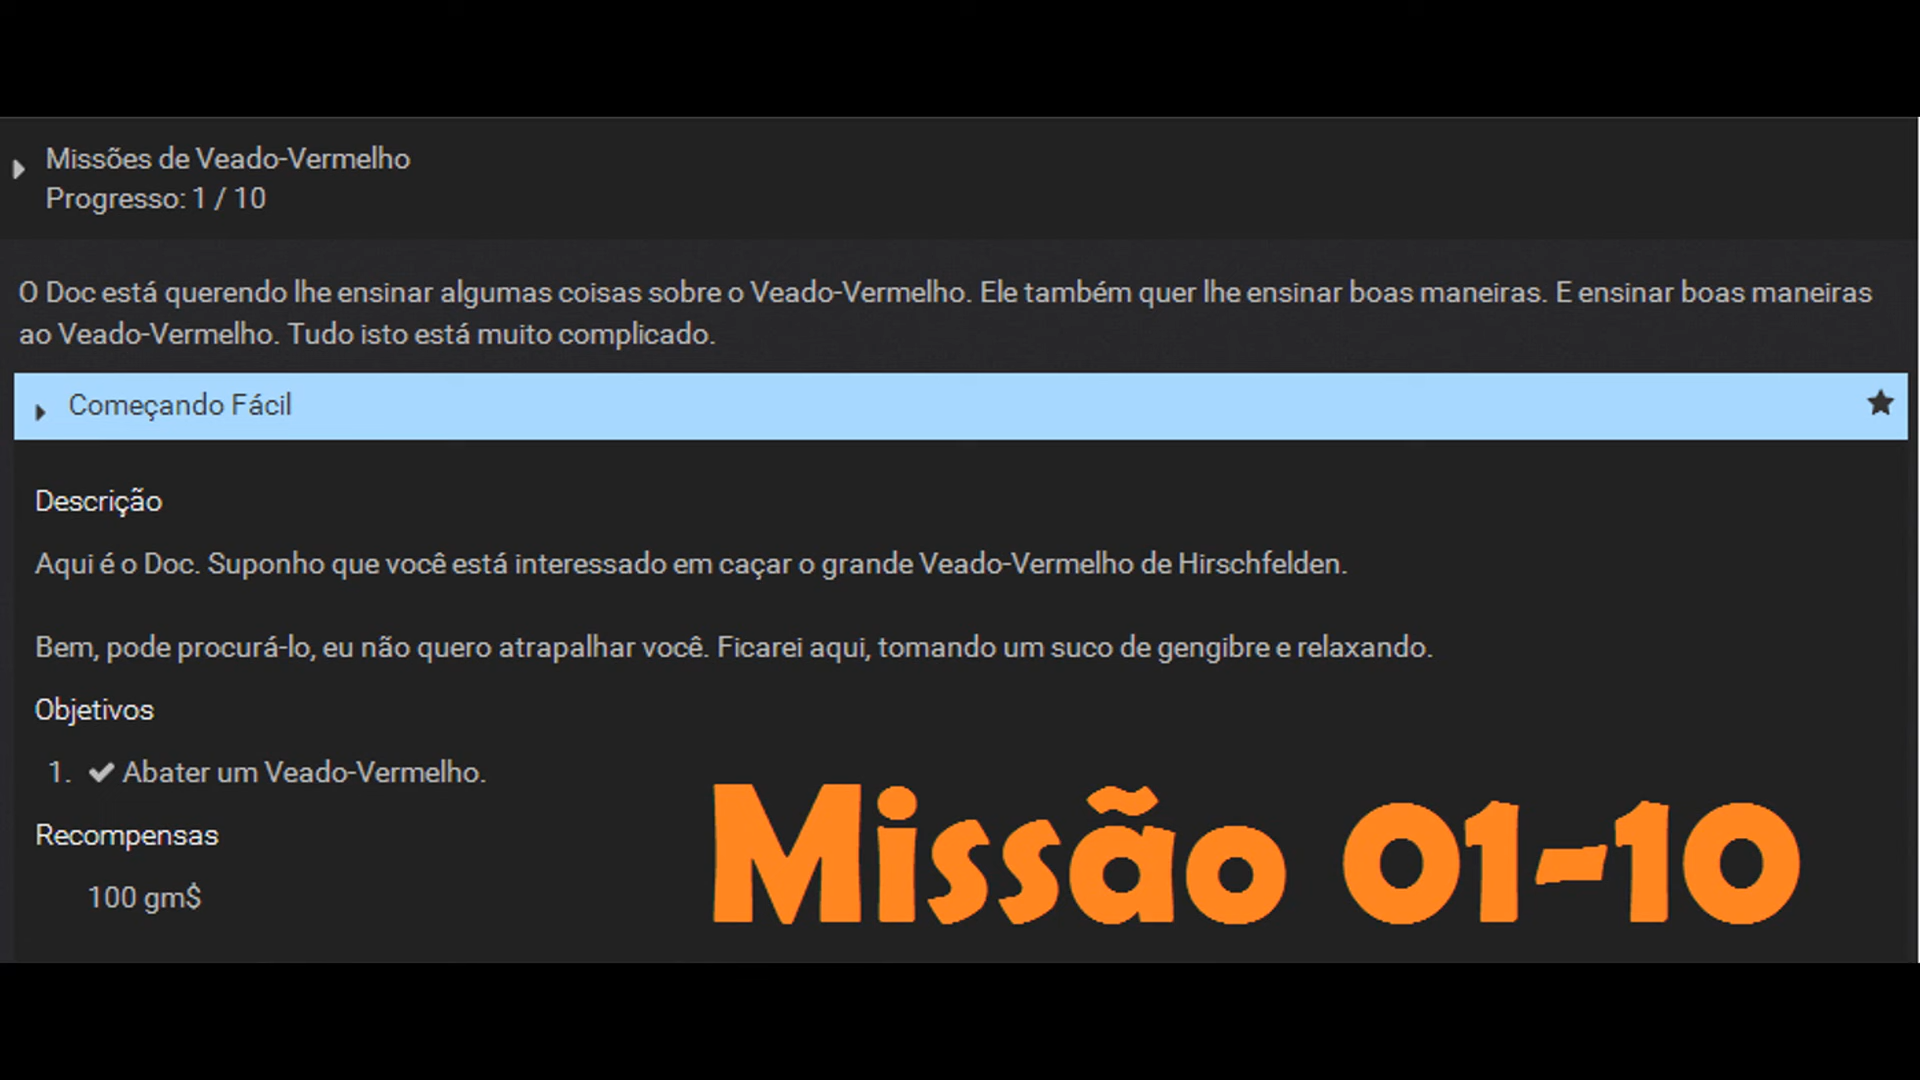 Missões de Veado-Vermelho
Progresso: 1 / 10
O Doc está querendo lhe ensinar algumas coisas sobre o Veado-Vermelho. Ele também quer lhe ensinar boas maneiras. E ensinar boas maneiras
ao Veado-Vermelho. Tudo isto está muito complicado.
Começando Fácil
Descrição
Aqui é o Doc. Suponho que você está interessado em caçar o grande Veado-Vermelho de Hirschfelden.
Bem, pode procurá-lo, eu não quero atrapalhar você. Ficarei aqui, tomando um suco de gengibre e relaxando.
Objetivos
1. ✔ Abater um Veado-Vermelho.
Recompensas
100 gm$
Missão 01-10